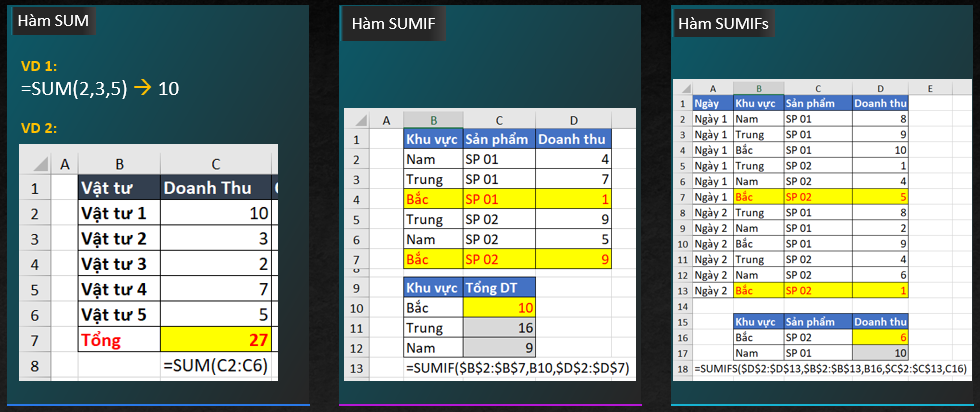 Hàm SUM
VD 1:
=SUM(2,3,5) → 10
VD 2:
A B C
1 Vật tư Doanh Thu
2 Vật tư 1 10
3 Vật tư 2 3
4 Vật tư 3 2
5 Vật tư 4 7
6 Vật tư 5 5
7 Tổng 27
8 =SUM(C2:C6)
Hàm SUMIF
A B C D
1 Khu vực Sản phẩm Doanh thu
2 Nam SP 01 4
3 Trung SP 01 7
4 Bắc SP 01 1
5 Trung SP 02 9
6 Nam SP 02 5
7 Bắc SP 02 9
8
9 Khu vực Tổng DT
10 Bắc 10
11 Trung 16
12 Nam 9
13 =SUMIF($B$2:$B$7,B10,$D$2:$D$7)
Hàm SUMIFs
A B C D E
1 Ngày Khu vực Sản phẩm Doanh thu
2 Ngày 1 Nam SP 01 8
3 Ngày 1 Trung SP 01 9
4 Ngày 1 Bắc SP 01 10
5 Ngày 1 Trung SP 02 1
6 Ngày 1 Nam SP 02 4
7 Ngày 1 Bắc SP 02 5
8 Ngày 2 Trung SP 01 8
9 Ngày 2 Nam SP 01 2
10 Ngày 2 Bắc SP 01 9
11 Ngày 2 Trung SP 02 4
12 Ngày 2 Nam SP 02 6
13 Ngày 2 Bắc SP 02 1
14
15 Khu vực Sản phẩm Doanh thu
16 Bắc SP 02 6
17 Nam SP 01 10
18 =SUMIFS($D$2:$D$13,$B$2:$B$13,B16,$C$2:$C$13,C16)